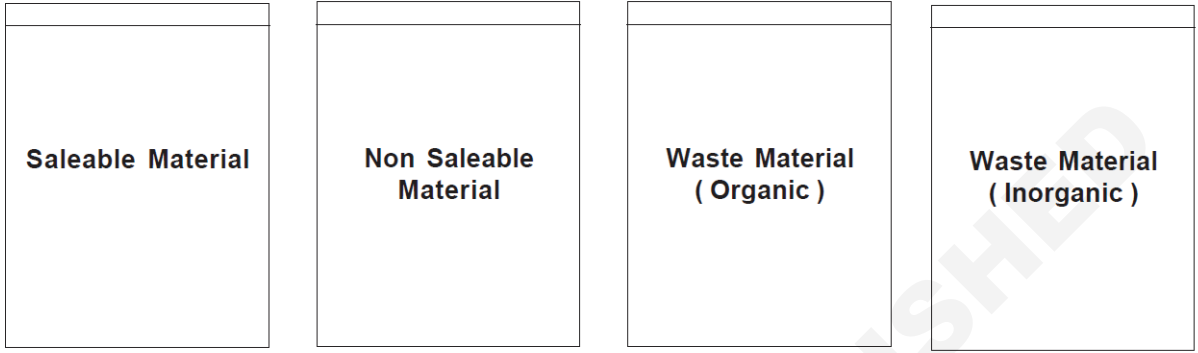 Saleable Material
Non Saleable
Material
Waste Material
( Organic )
Waste Material
( Inorganic )